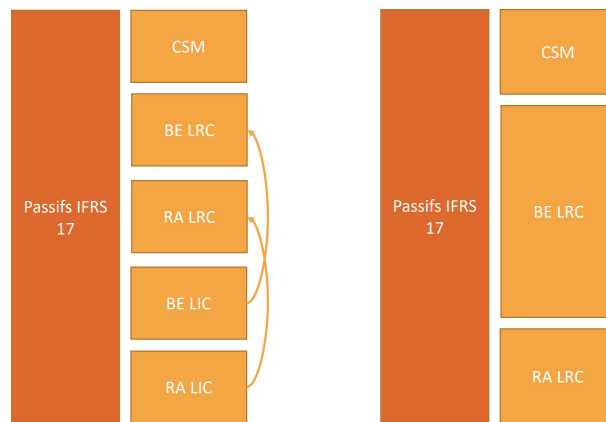 Passifs IFRS
17
CSM
BE LRC
RA LRC
BE LIC
RA LIC
Passifs IFRS
17
CSM
BE LRC
RA LRC